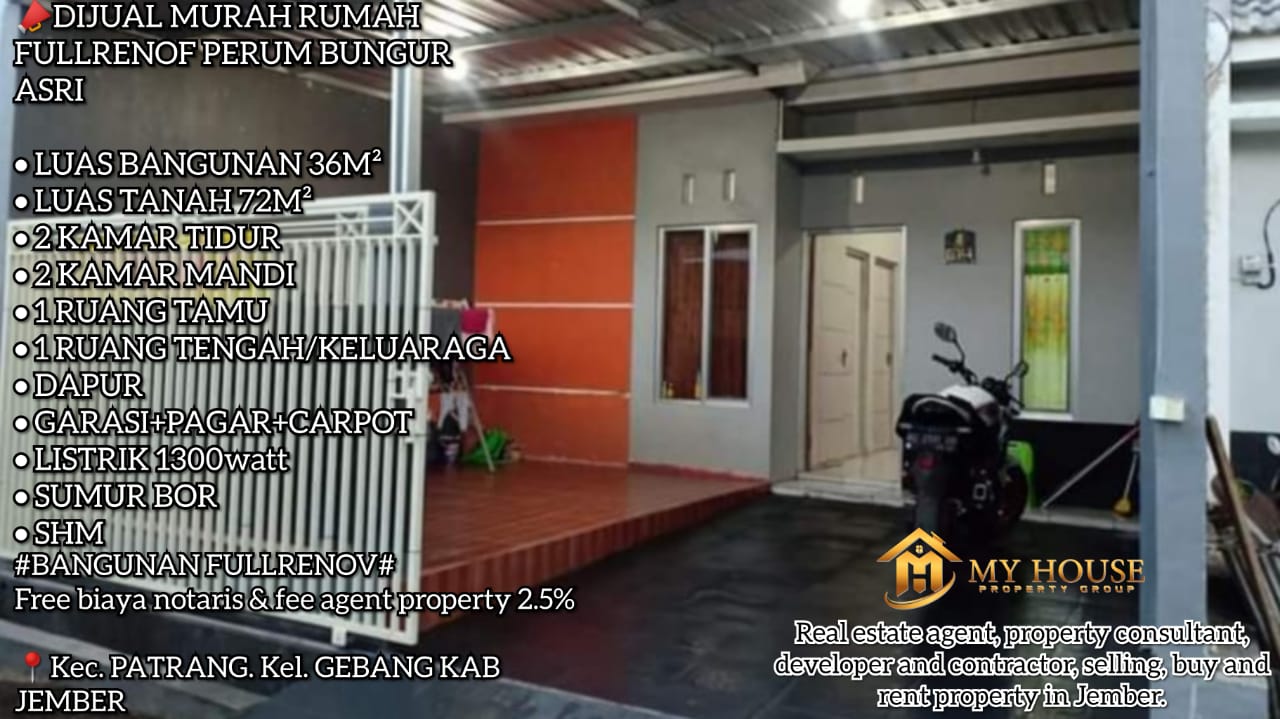 📣DIJUAL MURAH RUMAH
FULLRENOF PERUM BUNGUR
ASRI
• LUAS BANGUNAN 36M²
• LUAS TANAH 72M²
• 2 KAMAR TIDUR
• 2 KAMAR MANDI
• 1 RUANG TAMU
• 1 RUANG TENGAH/KELUARAGA
• DAPUR
• GARASI+PAGAR+CARPOT
• LISTRIK 1300watt
• SUMUR BOR
• SHM
#BANGUNAN FULLRENOV#
Free biaya notaris & fee agent property 2.5%
📍Kec. PATRANG. Kel. GEBANG KAB
JEMBER
MY HOUSE
PROPERTY GROUP
Real estate agent, property consultant,
developer and contractor, selling, buy and
rent property in Jember.